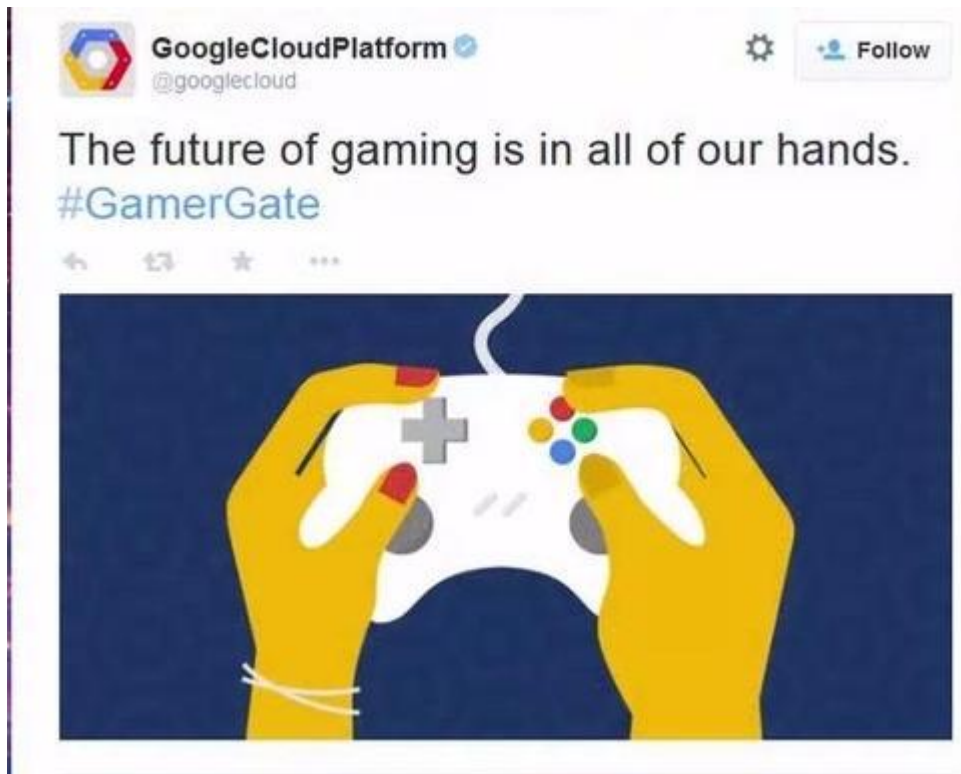 GoogleCloudPlatform
@googlecloud
Follow
The future of gaming is in all of our hands.
#GamerGate